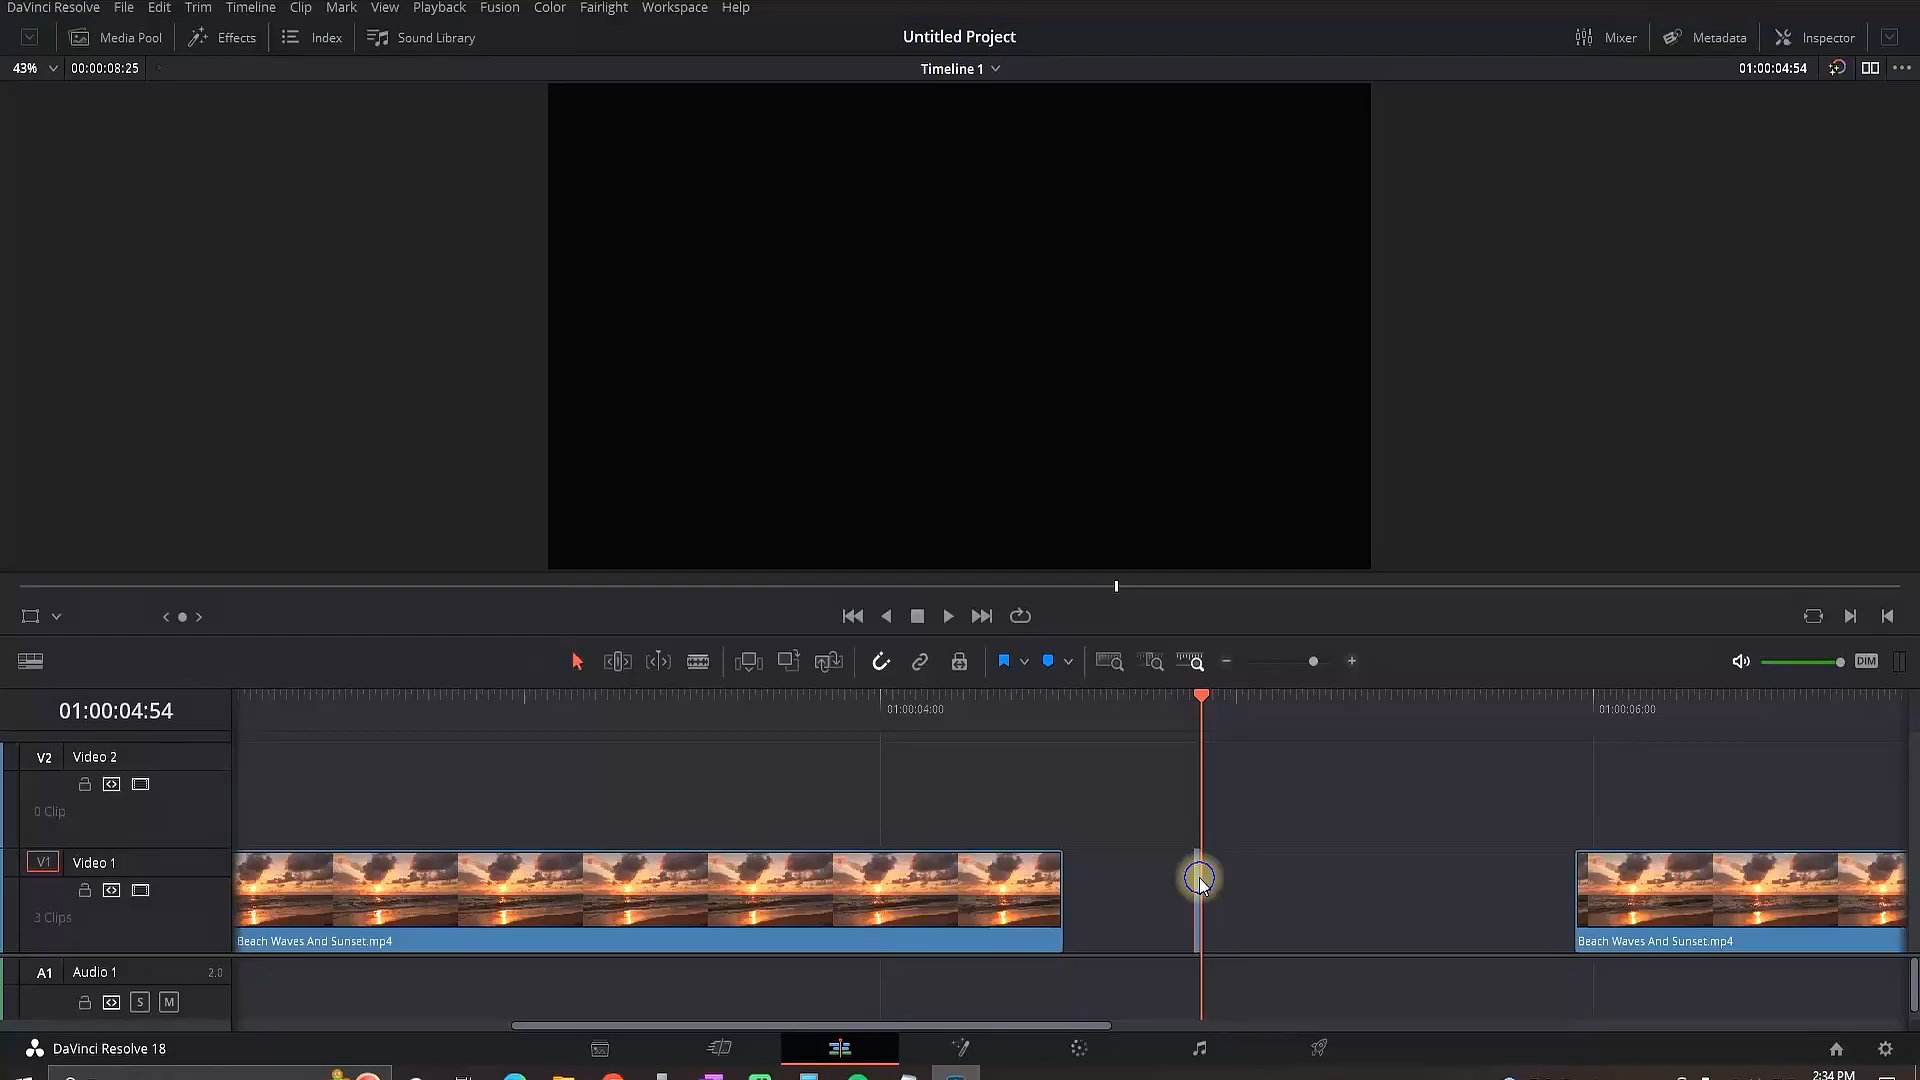 DaVinci Resolve File Edit Trim Timeline Clip Mark View Playback Fusion Color Fairlight Workspace Help
Media Pool Effects Index Sound Library Untitled Project Mixer Metadata Inspector
43% 00:00:08:25 Timeline 1 01:00:04:54
DIM
01:00:04:54 01:00:04:00 01:00:06:00
V2 Video 2
0 Clip
V1 Video 1
3 Clips
Beach Waves And Sunset.mp4 Beach Waves And Sunset.mp4
A1 Audio 1 2.0
S M
DaVinci Resolve 18
2:34 PM